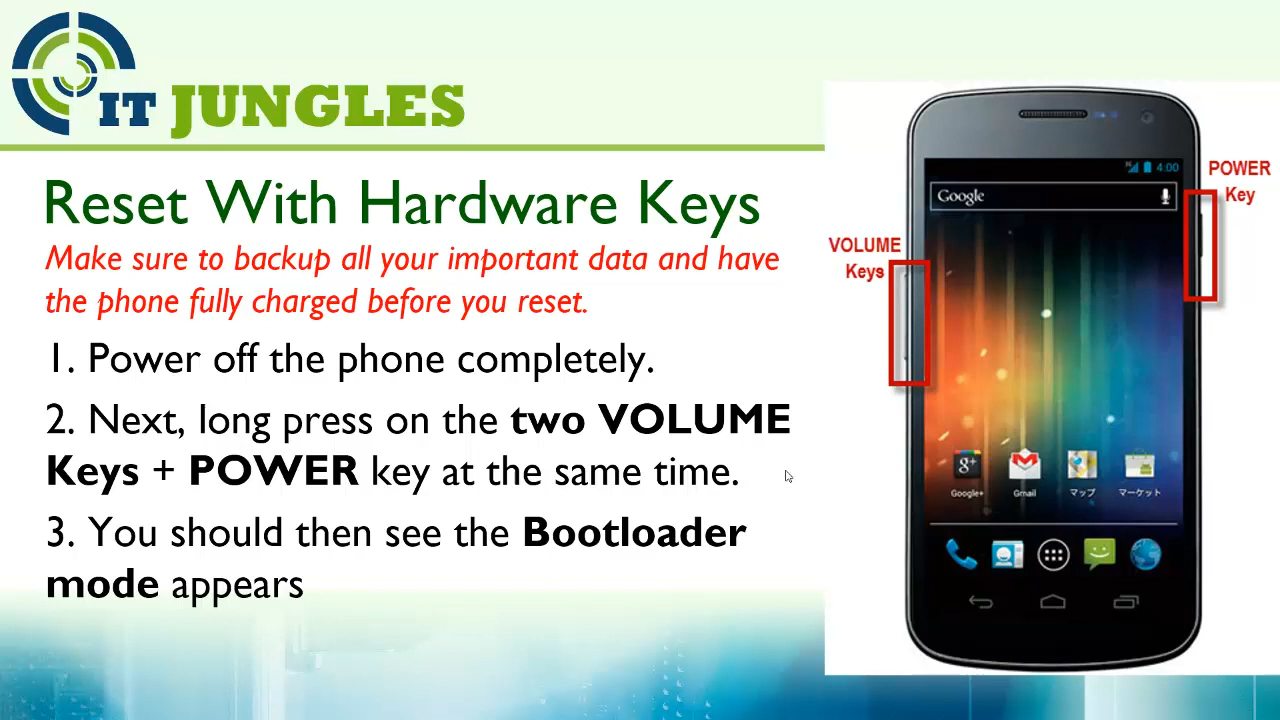 IT JUNGLES
Reset With Hardware Keys
Make sure to backup all your important data and have
the phone fully charged before you reset.
1. Power off the phone completely.
2. Next, long press on the two VOLUME
Keys + POWER key at the same time.
3. You should then see the Bootloader
mode appears
VOLUME
Keys
POWER
Key
4:00
Google
Google+
Gmail
マップ
マーケット